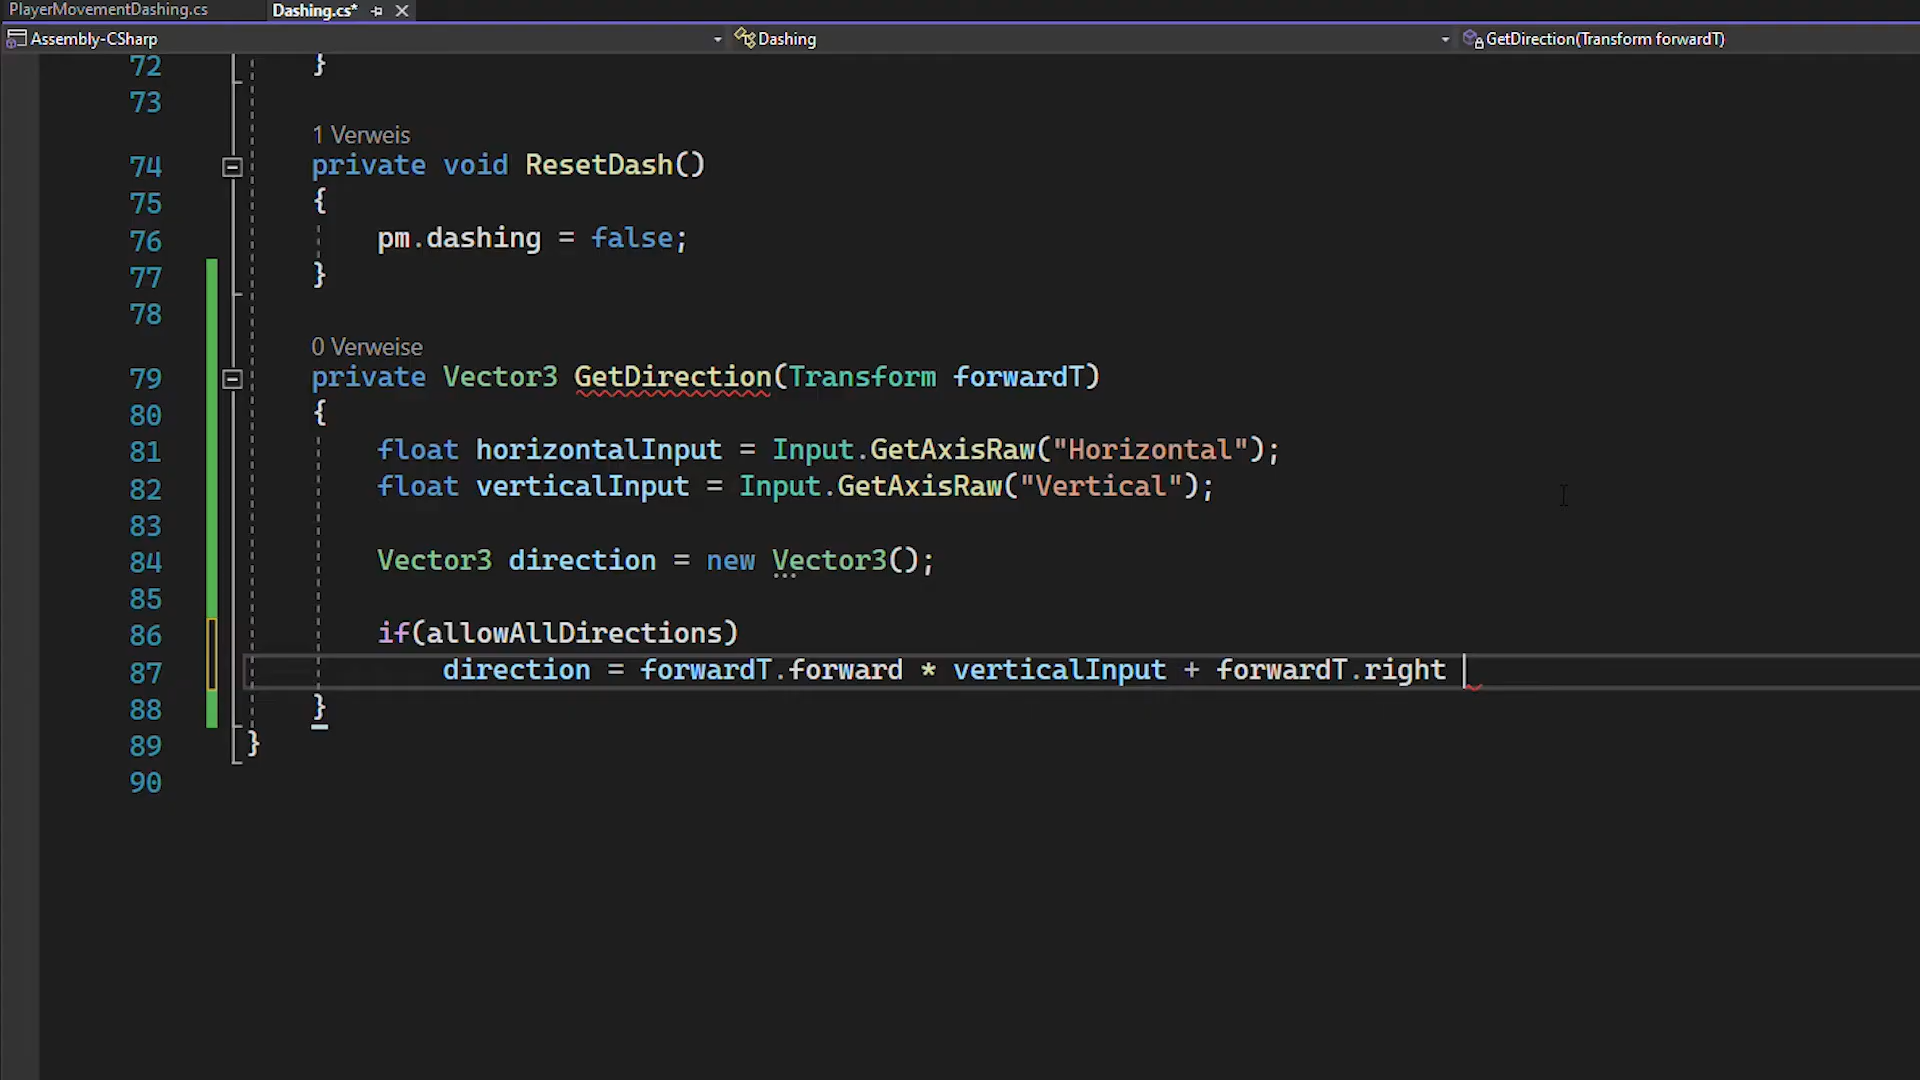 PlayerMovementDashing.cs Dashing.cs*
Assembly-CSharp Dashing GetDirection(Transform forwardT)
72 }
73
1 Verweis
74 private void ResetDash()
75 {
76 pm.dashing = false;
77 }
78
0 Verweise
79 private Vector3 GetDirection(Transform forwardT)
80 {
81 float horizontalInput = Input.GetAxisRaw("Horizontal");
82 float verticalInput = Input.GetAxisRaw("Vertical");
83
84 Vector3 direction = new Vector3();
85
86 if(allowAllDirections)
87 direction = forwardT.forward * verticalInput + forwardT.right
88 }
89 }
90